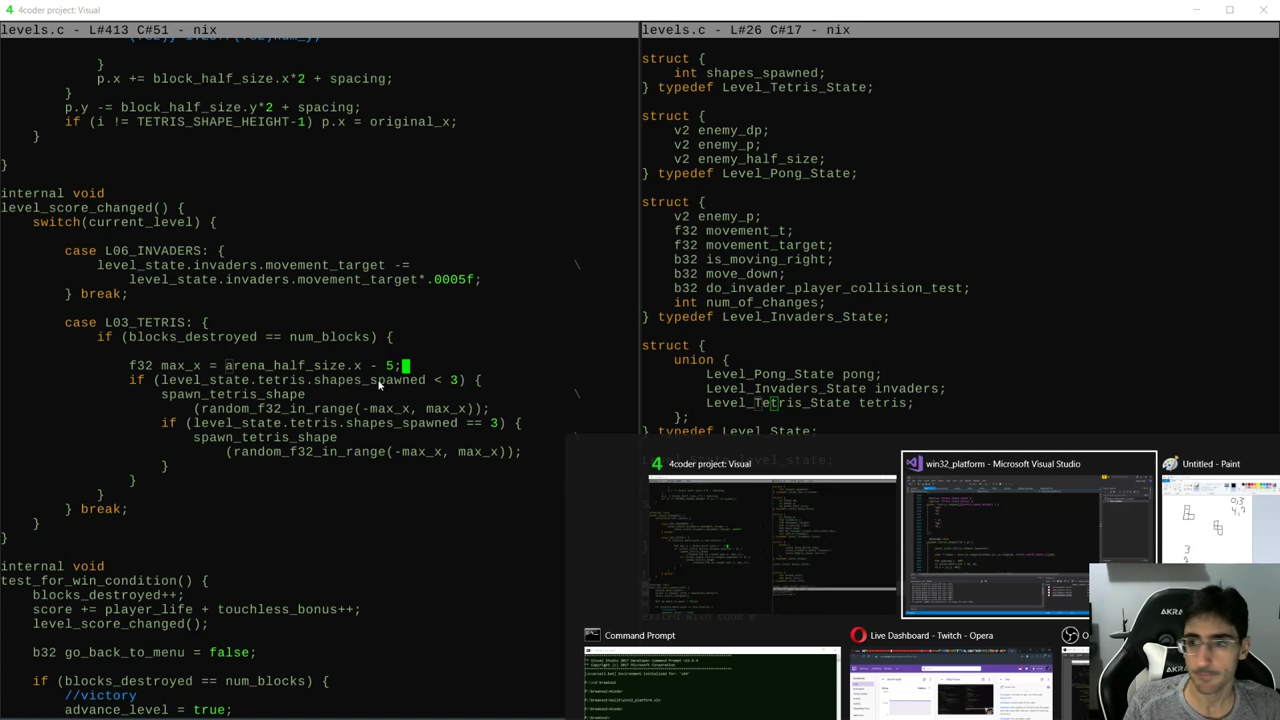 4coder project: Visual
levels.c - L#413 C#51 - nix
}
p.x += block_half_size.x*2 + spacing;
}
p.y -= block_half_size.y*2 + spacing;
if (i != TETRIS_SHAPE_HEIGHT-1) p.x = original_x;
}
}
internal void
level_score_changed() {
switch(current_level) {
case L06_INVADERS: {
level_state.invaders.movement_target -= \
level_state.invaders.movement_target*.0005f;
} break;
case L03_TETRIS: {
if (blocks_destroyed == num_blocks) {
f32 max_x = arena_half_size.x - 5;
if (level_state.tetris.shapes_spawned < 3) {
spawn_tetris_shape \
(random_f32_in_range(-max_x, max_x));
if (level_state.tetris.shapes_spawned == 3) {
spawn_tetris_shape
(random_f32_in_range(-max_x, max_x));
}
}
} break;
}
}
internal void
test_for_win_condition() {
blocks_destroyed++;
score += player_life + touchless_bonus++;
level_score_changed();
b32 go_back_to_menu = false;
//victory
levels.c - L#26 C#17 - nix
struct {
int shapes_spawned;
} typedef Level_Tetris_State;
struct {
v2 enemy_dp;
v2 enemy_p;
v2 enemy_half_size;
} typedef Level_Pong_State;
struct {
v2 enemy_p;
f32 movement_t;
f32 movement_target;
b32 is_moving_right;
b32 move_down;
b32 do_invader_player_collision_test;
int num_of_changes;
} typedef Level_Invaders_State;
struct {
union {
Level_Pong_State pong;
Level_Invaders_State invaders;
Level_Tetris_State tetris;
};
} typedef Level_State;
4coder project: Visual
win32_platform - Microsoft Visual Studio
Untitled - Paint
Command Prompt
Live Dashboard - Twitch - Opera
AKRA